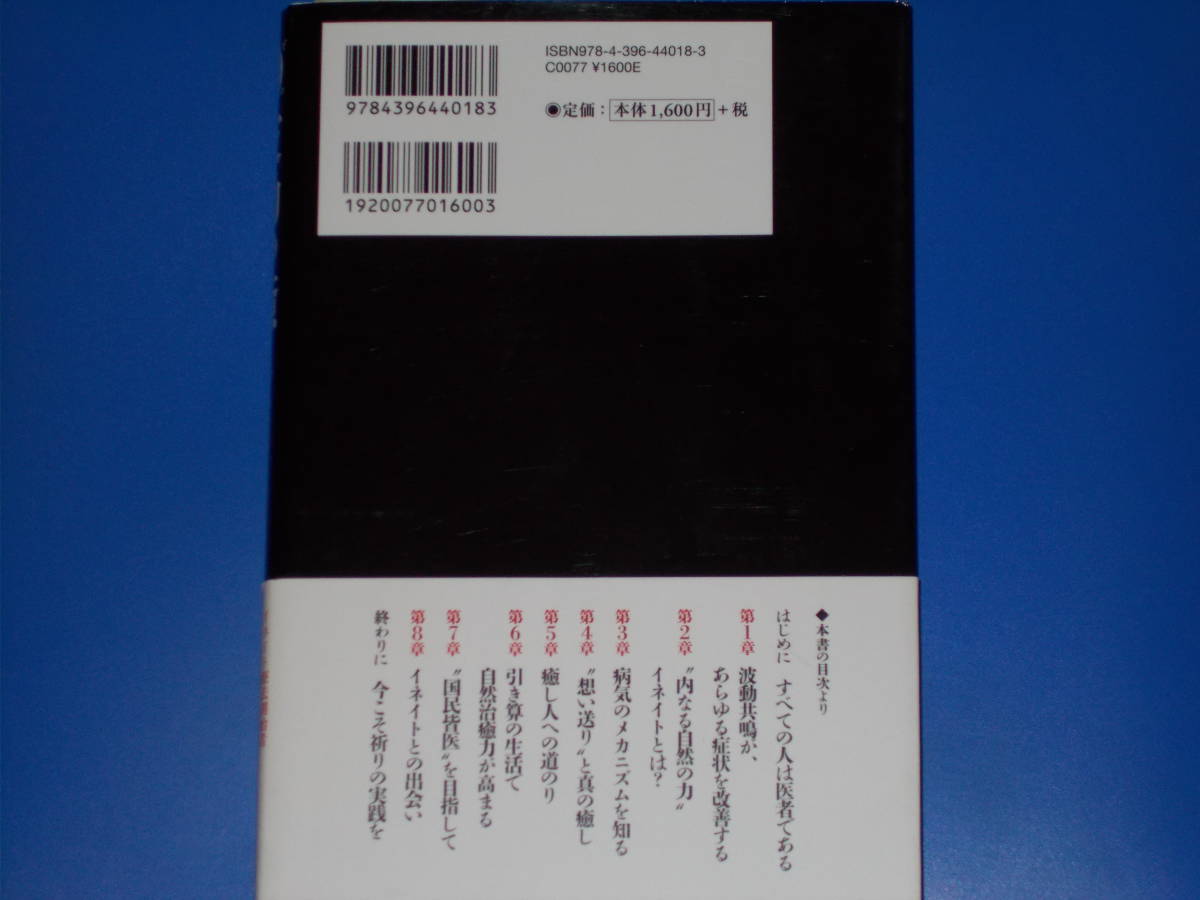 ISBN978-4-396-44018-3
C0077 ¥1600E
9784396440183
◉定価：本体1,600円＋税
1920077016003
◆本書の目次より
はじめに すべての人は医者である
第1章 波動共鳴が、
あらゆる症状を改善する
第2章 〝内なる自然の力〟
イネイトとは？
第3章 病気のメカニズムを知る
第4章 〝想い送り〟と真の癒し
第5章 癒し人への道のり
第6章 引き算の生活で
自然治癒力が高まる
第7章 〝国民皆医〟を目指して
第8章 イネイトとの出会い
終わりに 今こそ祈りの実践を